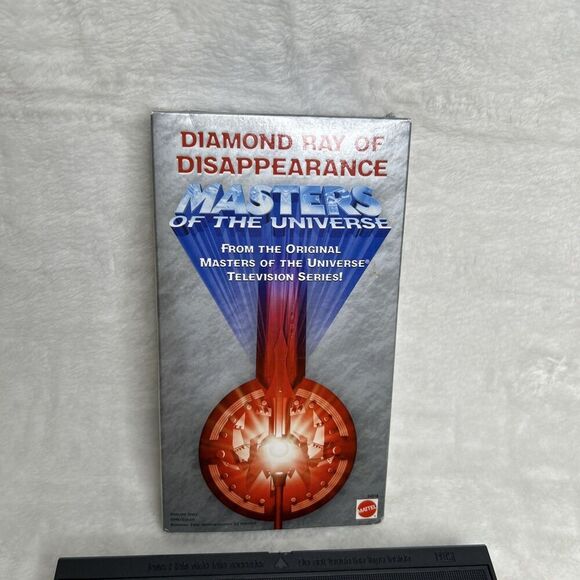 DIAMOND RAY OF
DISAPPEARANCE
MASTERS
OF THE UNIVERSE
FROM THE ORIGINAL
MASTERS OF THE UNIVERSE®
TELEVISION SERIES!
MATTEL